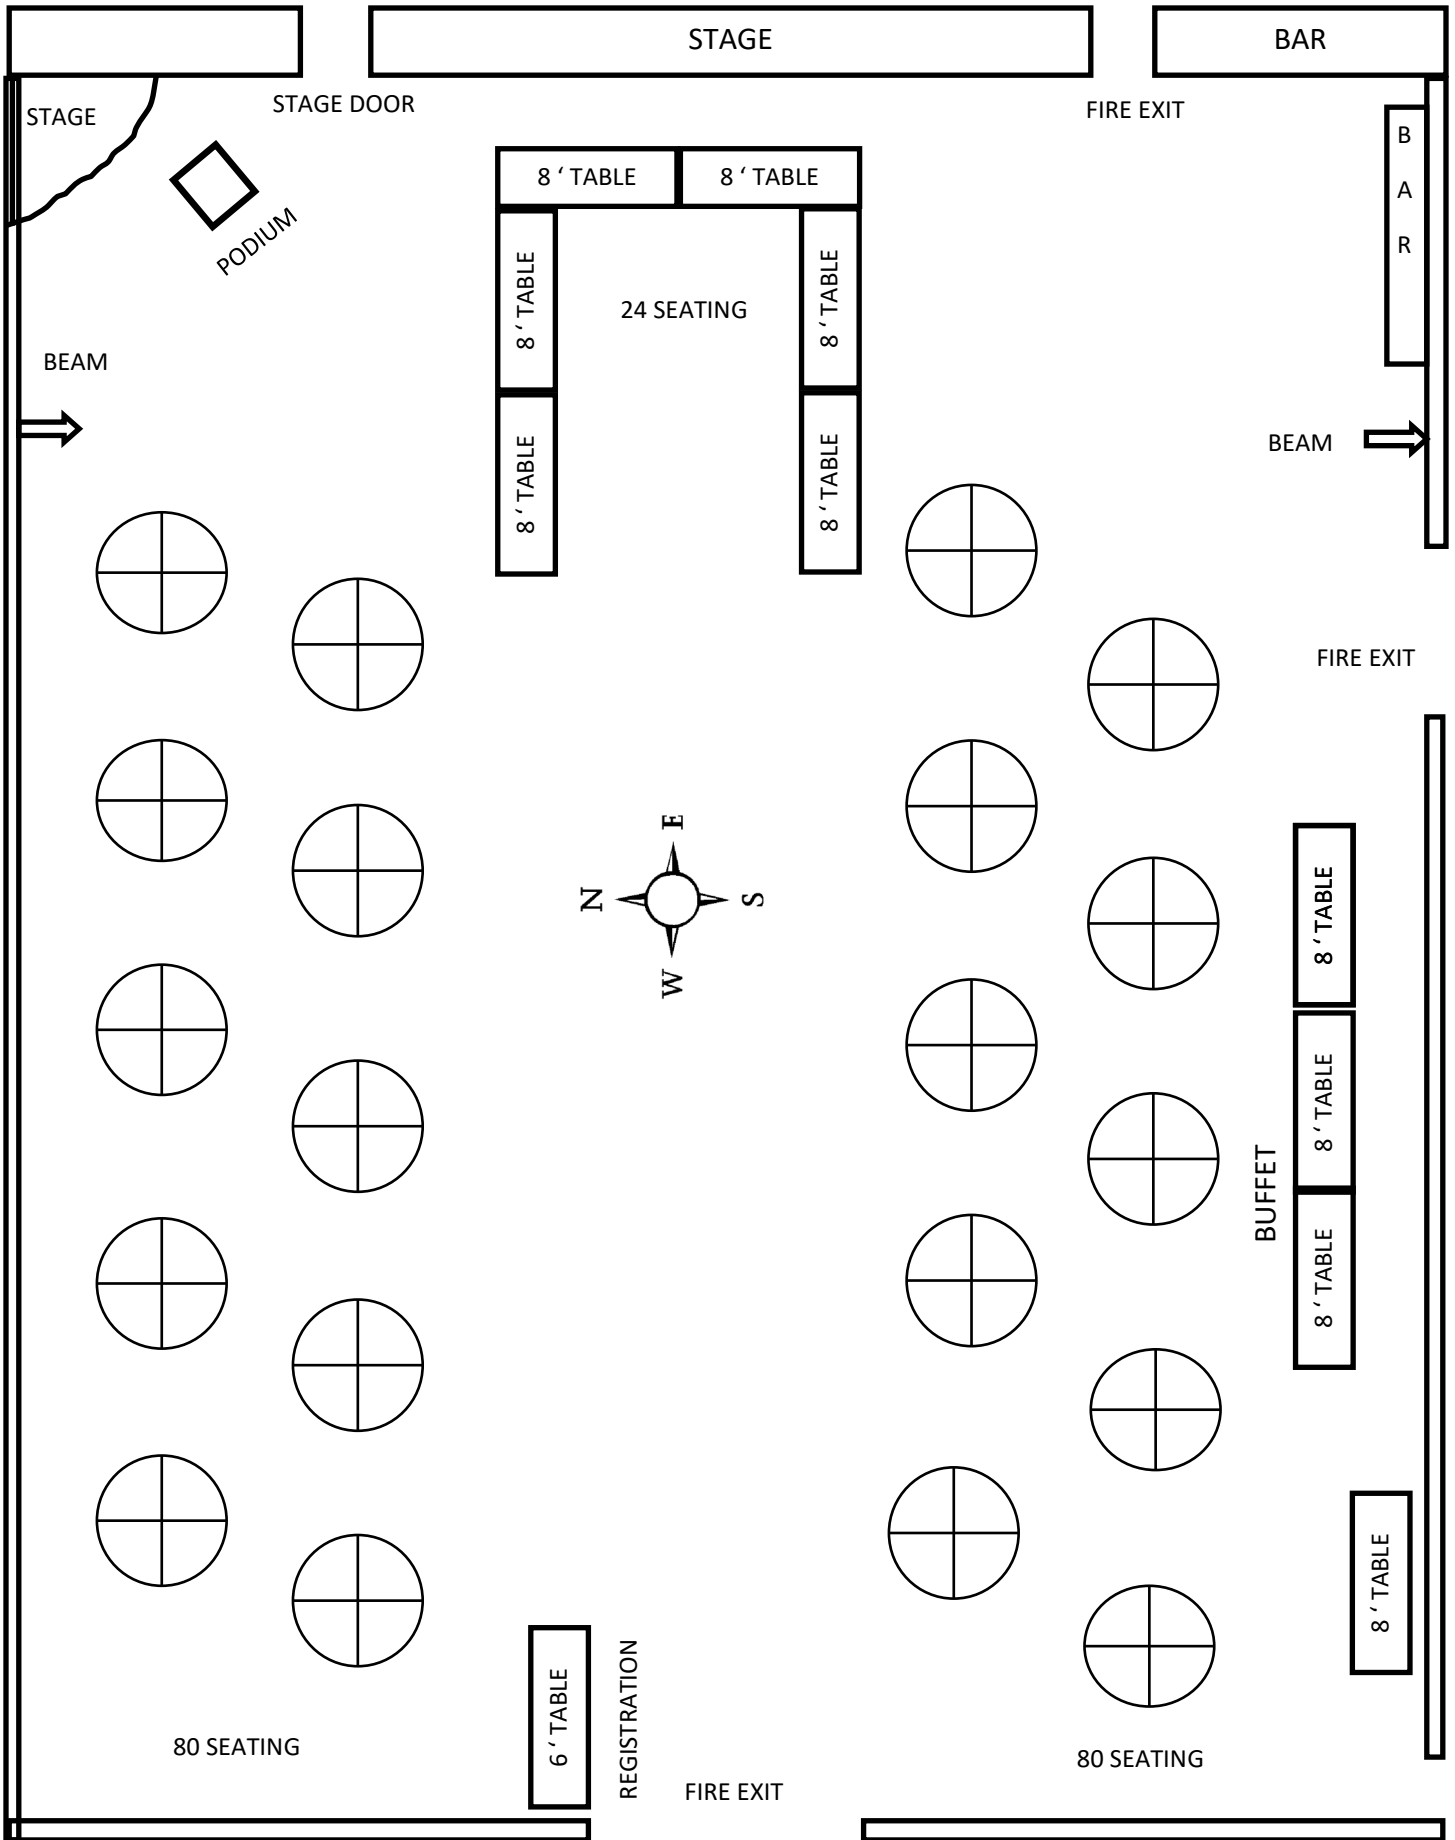 STAGE
BAR
STAGE
STAGE DOOR
FIRE EXIT
B
A
R
PODIUM
8 ‘ TABLE
8 ‘ TABLE
8 ‘ TABLE
8 ‘ TABLE
24 SEATING
BEAM
8 ‘ TABLE
8 ‘ TABLE
BEAM
FIRE EXIT
E
N
S
W
8 ‘ TABLE
8 ‘ TABLE
BUFFET
8 ‘ TABLE
8 ‘ TABLE
6 ‘ TABLE
REGISTRATION
80 SEATING
80 SEATING
FIRE EXIT